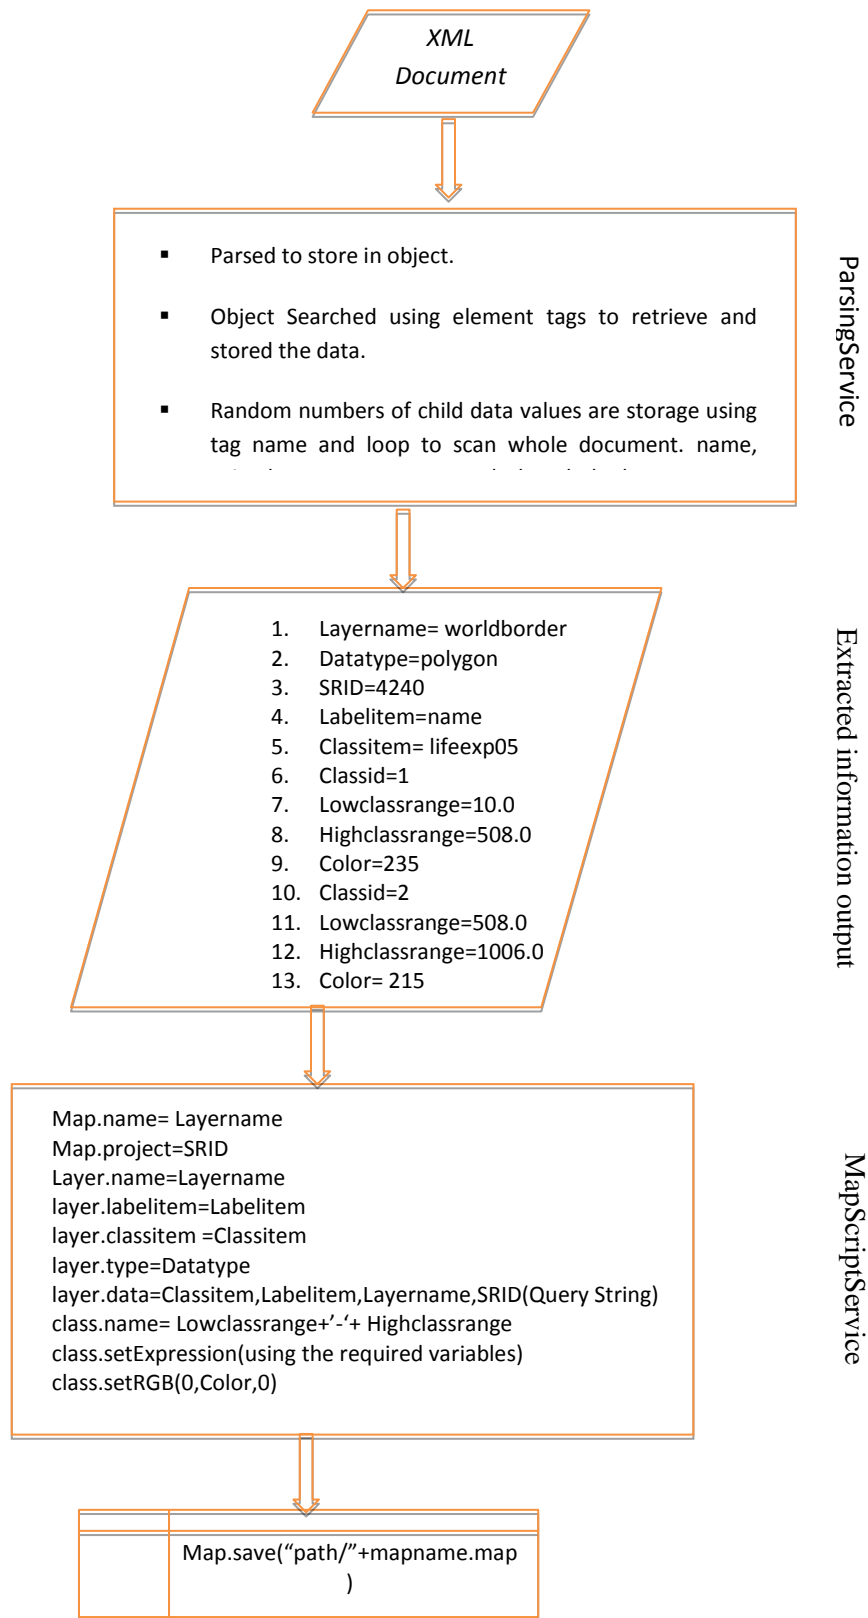 XML
Document
▪ Parsed to store in object.
▪ Object Searched using element tags to retrieve and
stored the data.
▪ Random numbers of child data values are storage using
tag name and loop to scan whole document. name,
ParsingService
1. Layername= worldborder
2. Datatype=polygon
3. SRID=4240
4. Labelitem=name
5. Classitem= lifeexp05
6. Classid=1
7. Lowclassrange=10.0
8. Highclassrange=508.0
9. Color=235
10. Classid=2
11. Lowclassrange=508.0
12. Highclassrange=1006.0
13. Color= 215
Extracted information output
Map.name= Layername
Map.project=SRID
Layer.name=Layername
layer.labelitem=Labelitem
layer.classitem =Classitem
layer.type=Datatype
layer.data=Classitem,Labelitem,Layername,SRID(Query String)
class.name= Lowclassrange+’-‘+ Highclassrange
class.setExpression(using the required variables)
class.setRGB(0,Color,0)
MapScriptService
Map.save(“path/”+mapname.map
)